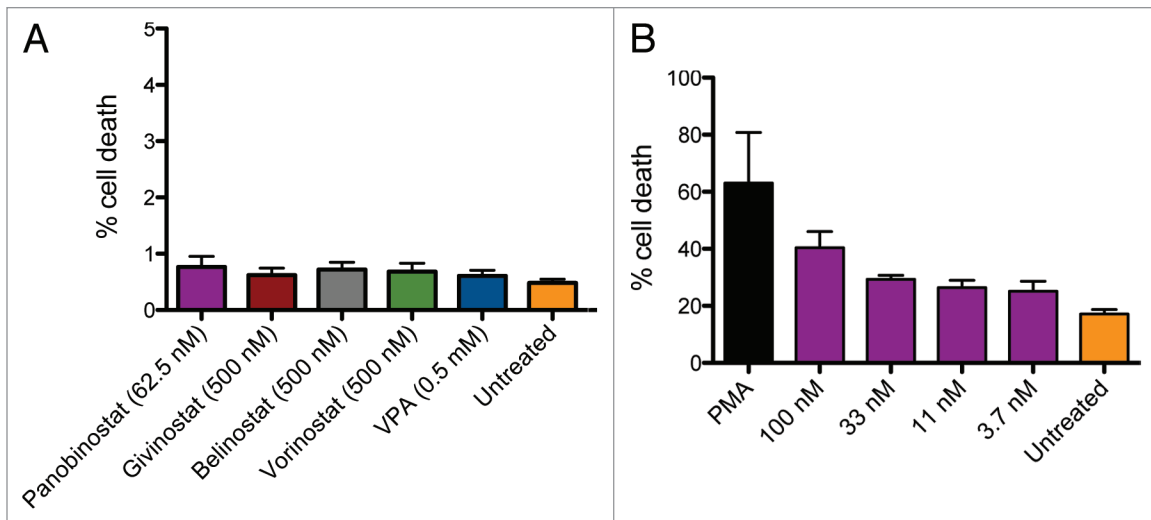 A
% cell death
5
4
3
2
1
0
Panobinostat (62.5 nM)
Givinostat (500 nM)
Belinostat (500 nM)
Vorinostat (500 nM)
VPA (0.5 mM)
Untreated
B
% cell death
100
80
60
40
20
0
PMA
100 nM
33 nM
11 nM
3.7 nM
Untreated